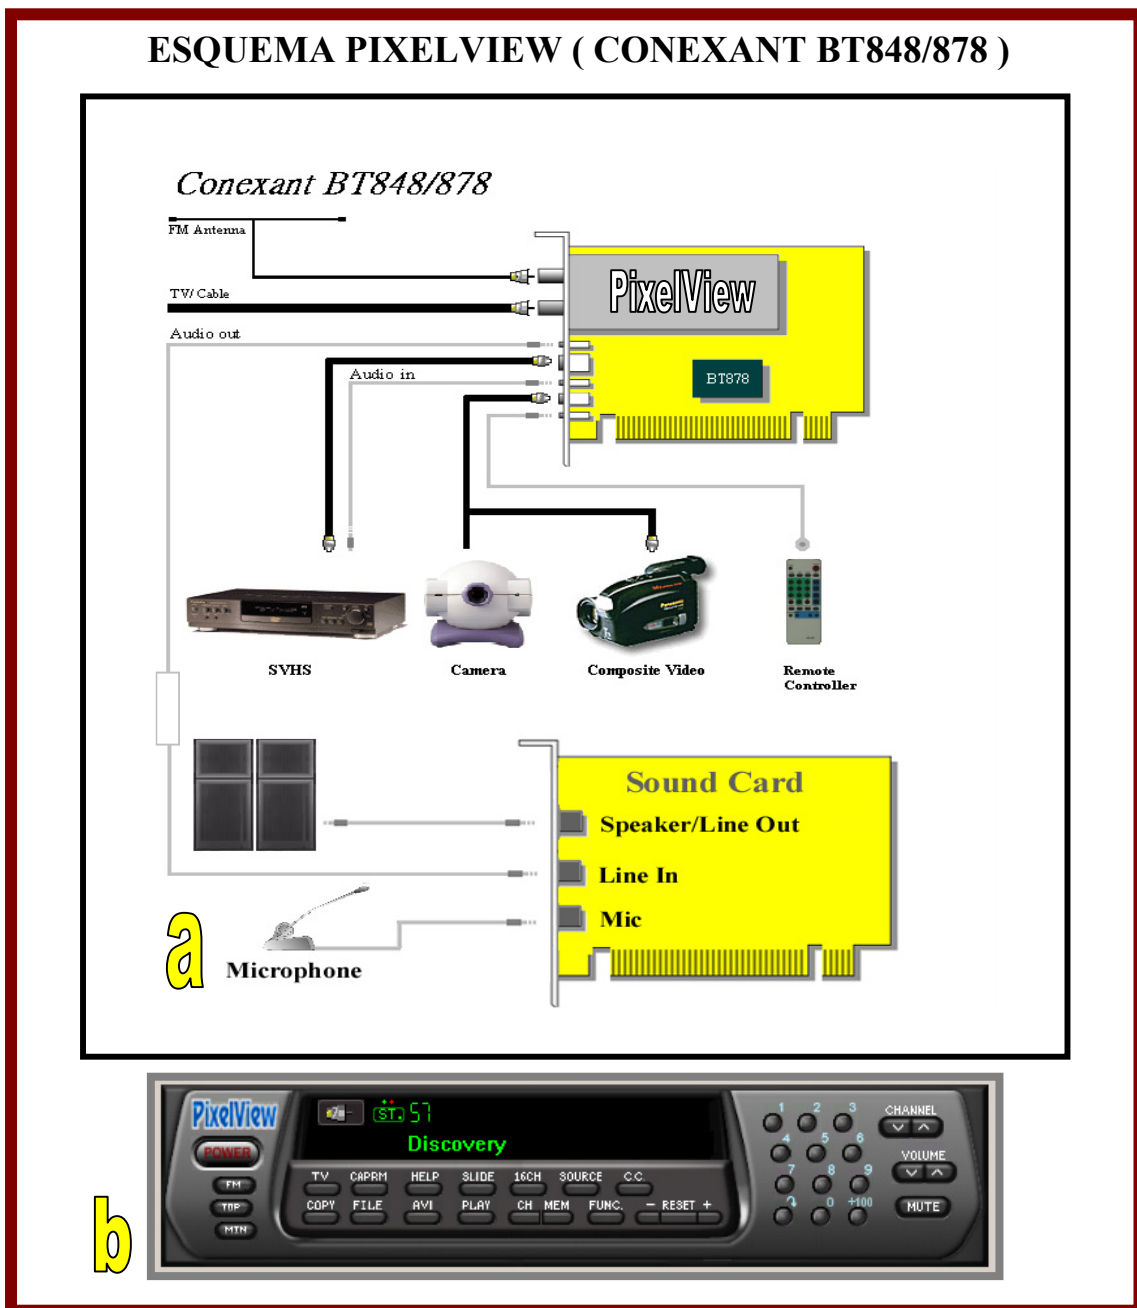 ESQUEMA PIXELVIEW ( CONEXANT BT848/878 )
Conexant BT848/878
FM Antenna
PixelView
TV/ Cable
Audio out
Audio in
BT878
SVHS
Camera
Composite Video
Remote
Controller
Sound Card
Speaker/Line Out
Line In
Mic
a
Microphone
PixelView
ST. 57
Discovery
POWER
FM
TOP
MIN
TV CAPRM HELP SLIDE 16CH SOURCE C.C.
COPY FILE AVI PLAY CH MEM FUNC. - RESET +
1 2 3
4 5 6
7 8 9
0 +100
CHANNEL
VOLUME
MUTE
b